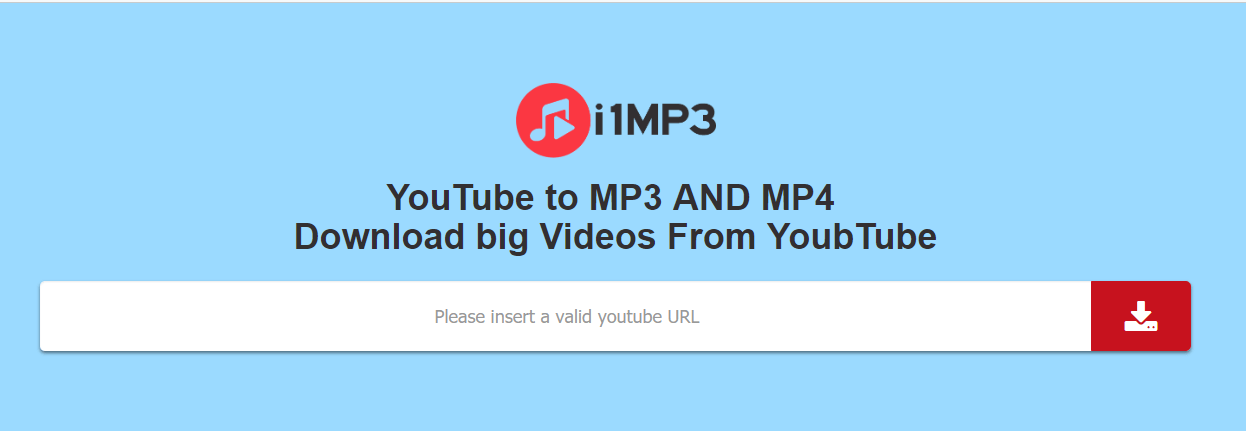 i1MP3
YouTube to MP3 AND MP4
Download big Videos From YoubTube
Please insert a valid youtube URL